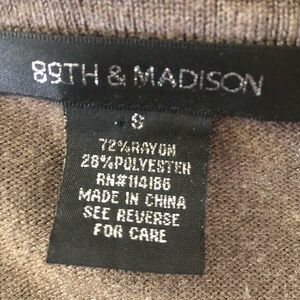 89TH & MADISON
S
72%RAYON
28%POLYESTER
RN#114186
MADE IN CHINA
SEE REVERSE
FOR CARE